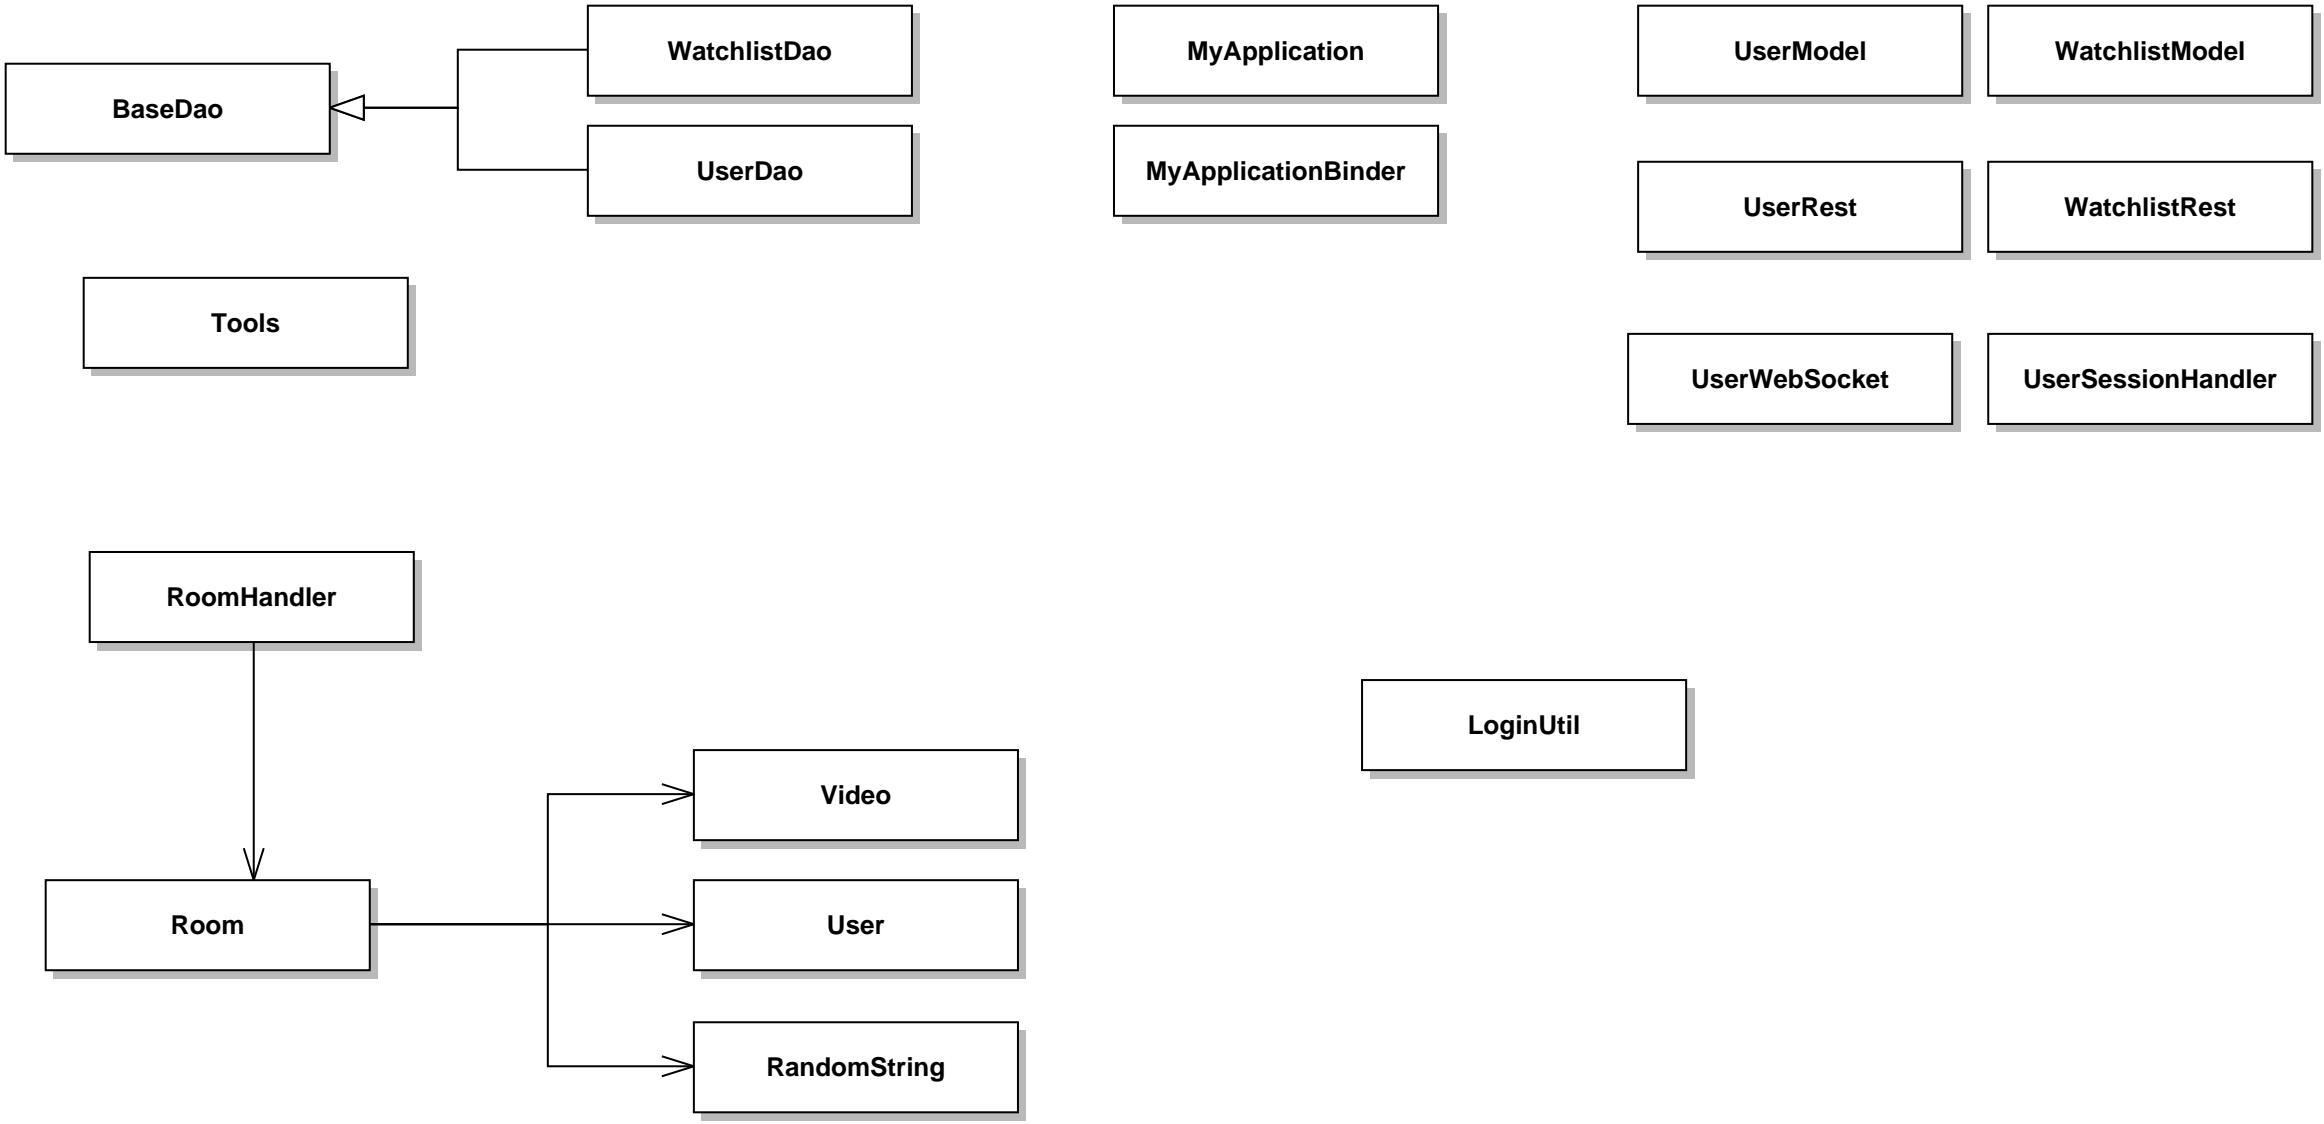 WatchlistDao
MyApplication
UserModel
WatchlistModel
BaseDao
UserDao
MyApplicationBinder
UserRest
WatchlistRest
Tools
UserWebSocket
UserSessionHandler
RoomHandler
LoginUtil
Video
Room
User
RandomString